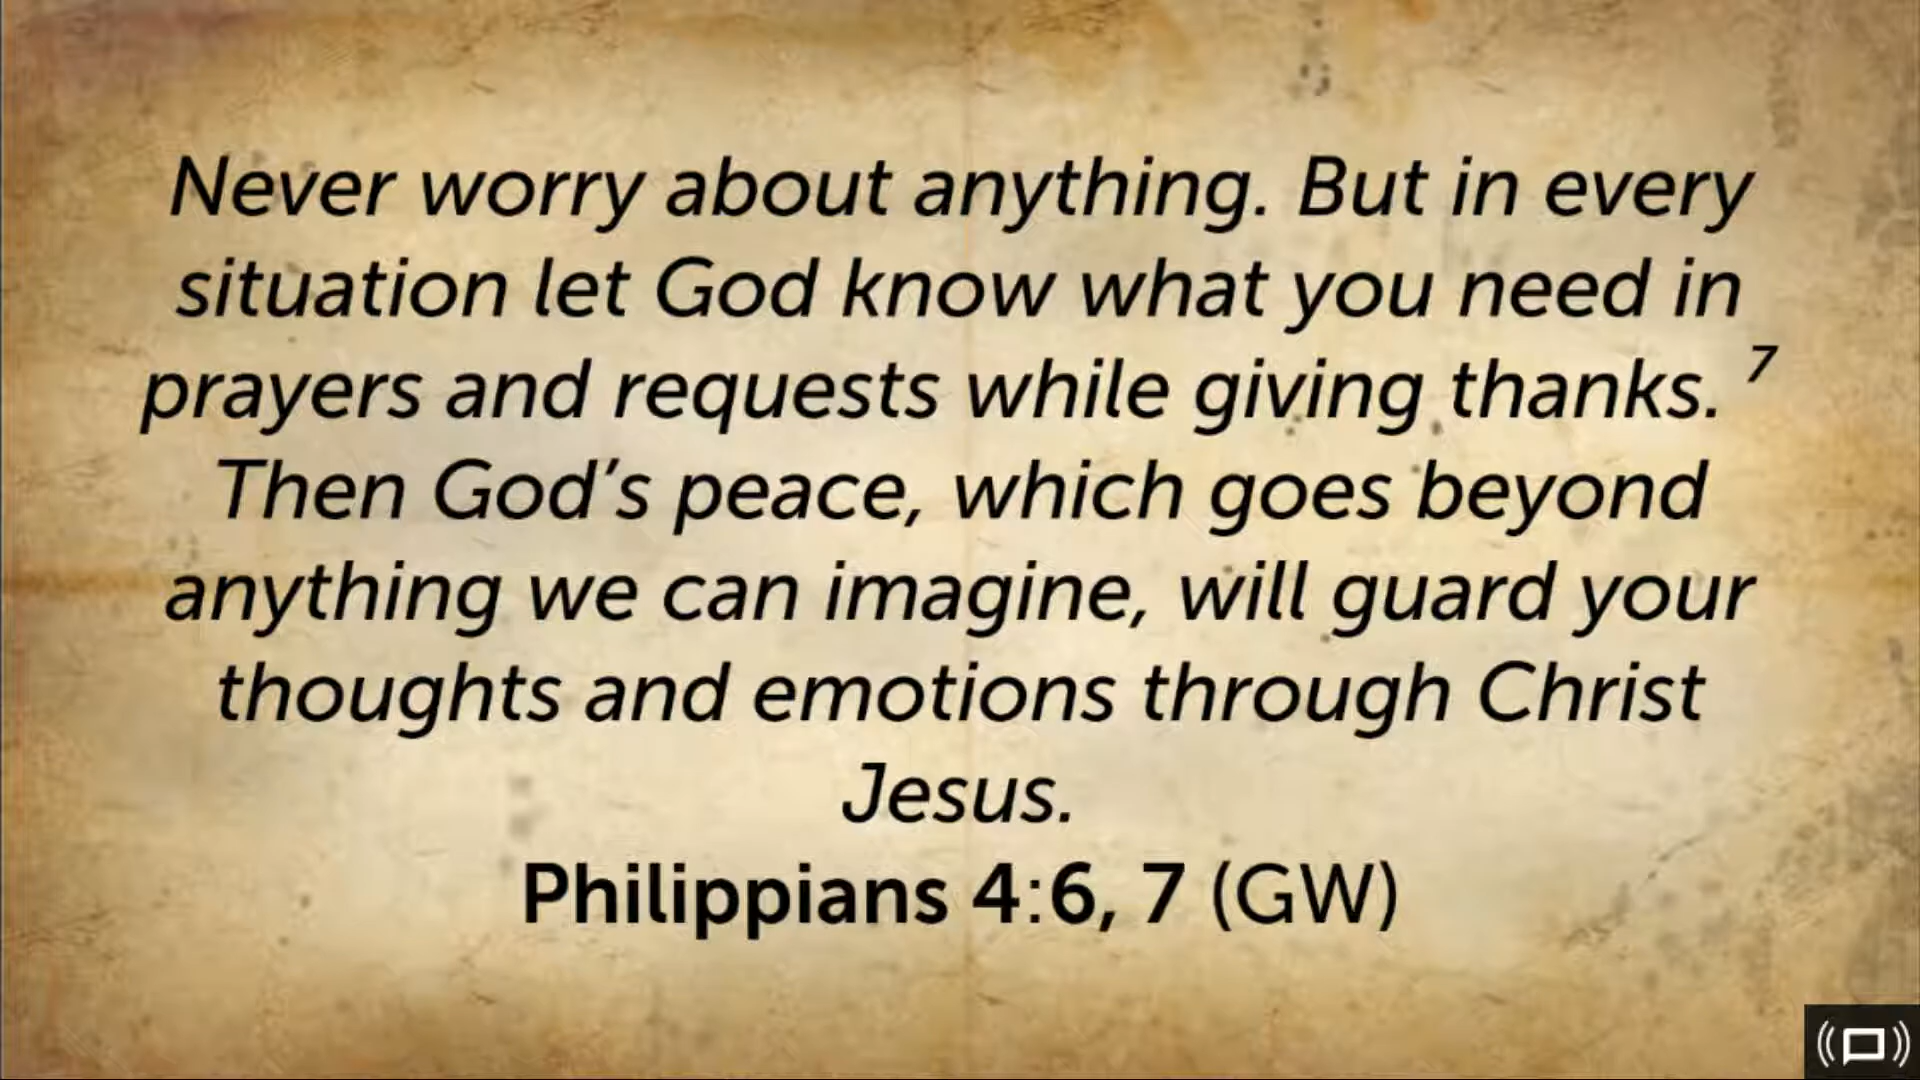 Never worry about anything. But in every
situation let God know what you need in
prayers and requests while giving thanks. 7
Then God’s peace, which goes beyond
anything we can imagine, will guard your
thoughts and emotions through Christ
Jesus.
Philippians 4:6, 7 (GW)